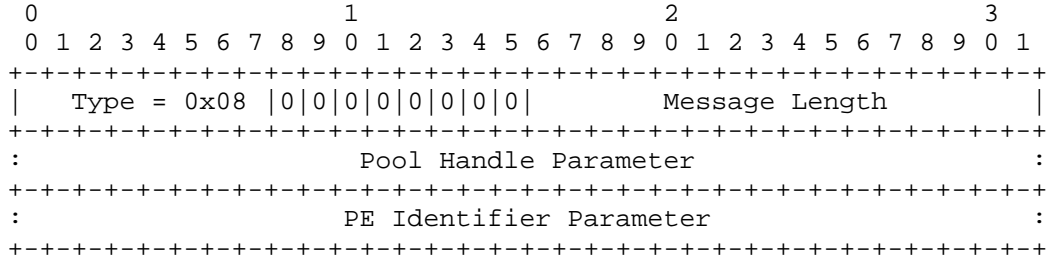 0                   1                   2                   3
 0 1 2 3 4 5 6 7 8 9 0 1 2 3 4 5 6 7 8 9 0 1 2 3 4 5 6 7 8 9 0 1
+-+-+-+-+-+-+-+-+-+-+-+-+-+-+-+-+-+-+-+-+-+-+-+-+-+-+-+-+-+-+-+-+
|   Type = 0x08 |0|0|0|0|0|0|0|0|        Message Length         |
+-+-+-+-+-+-+-+-+-+-+-+-+-+-+-+-+-+-+-+-+-+-+-+-+-+-+-+-+-+-+-+-+
:                     Pool Handle Parameter                     :
+-+-+-+-+-+-+-+-+-+-+-+-+-+-+-+-+-+-+-+-+-+-+-+-+-+-+-+-+-+-+-+-+
:                    PE Identifier Parameter                    :
+-+-+-+-+-+-+-+-+-+-+-+-+-+-+-+-+-+-+-+-+-+-+-+-+-+-+-+-+-+-+-+-+